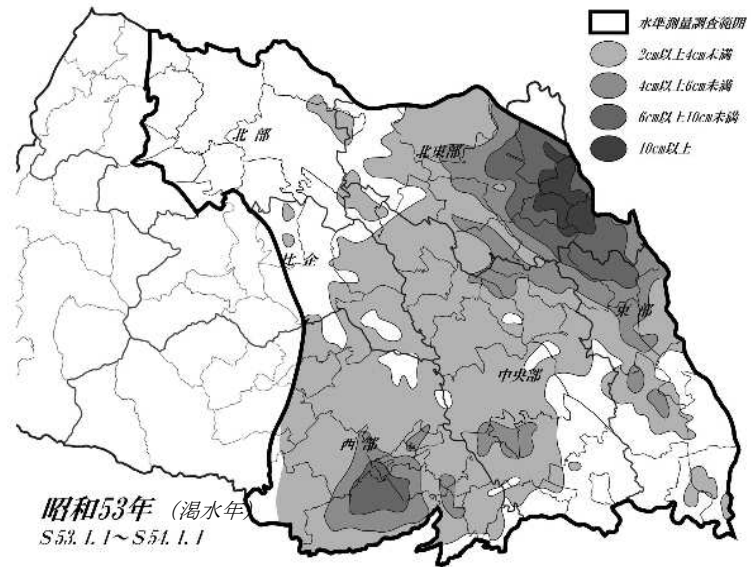 水準測量調査範囲
2cm以上4cm未満
4cm以上6cm未満
6cm以上10cm未満
10cm以上
北部
北東部
比企
東部
中央部
西部
昭和53年 (渇水年)
S53.1.1~S54.1.1